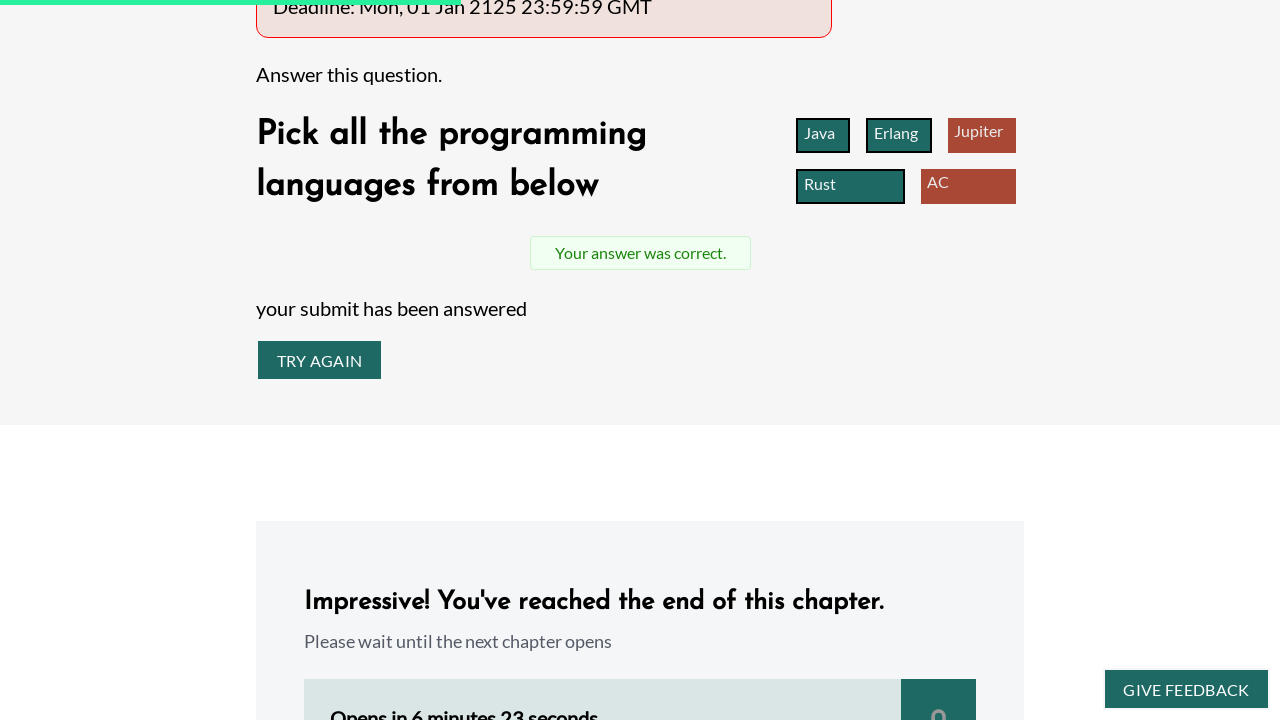 Deadline: Mon, 01 Jan 2125 23:59:59 GMT
Answer this question.
Pick all the programming
languages from below
Java
Erlang
Jupiter
Rust
AC
Your answer was correct.
your submit has been answered
TRY AGAIN
Impressive! You've reached the end of this chapter.
Please wait until the next chapter opens
Opens in 6 minutes 23 seconds
GIVE FEEDBACK